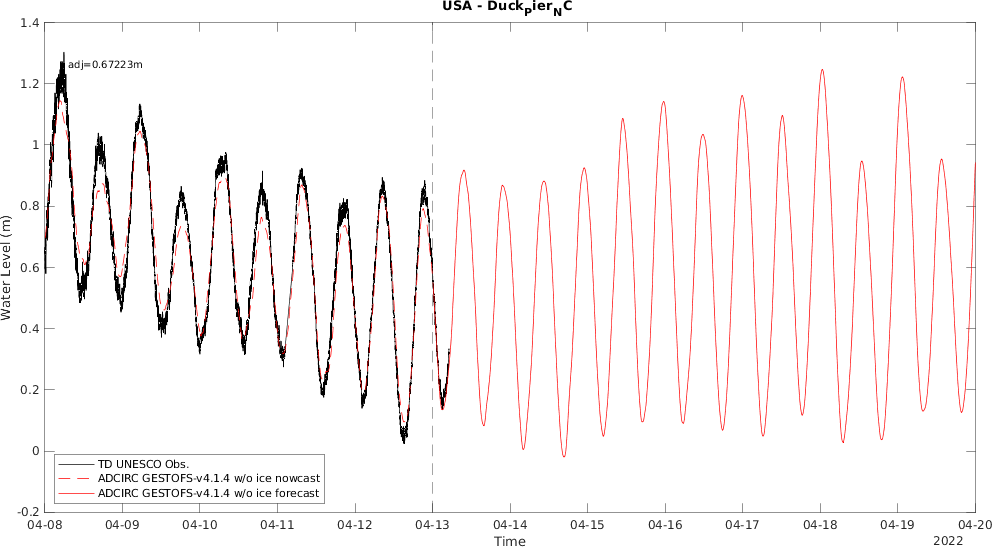 USA - Duck_Pier_NC
1.4
1.2
1
0.8
0.6
0.4
0.2
0
-0.2
Water Level (m)
adj=0.67223m
TD UNESCO Obs.
ADCIRC GESTOFS-v4.1.4 w/o ice nowcast
ADCIRC GESTOFS-v4.1.4 w/o ice forecast
04-08 04-09 04-10 04-11 04-12 04-13 04-14 04-15 04-16 04-17 04-18 04-19 04-20
Time
2022